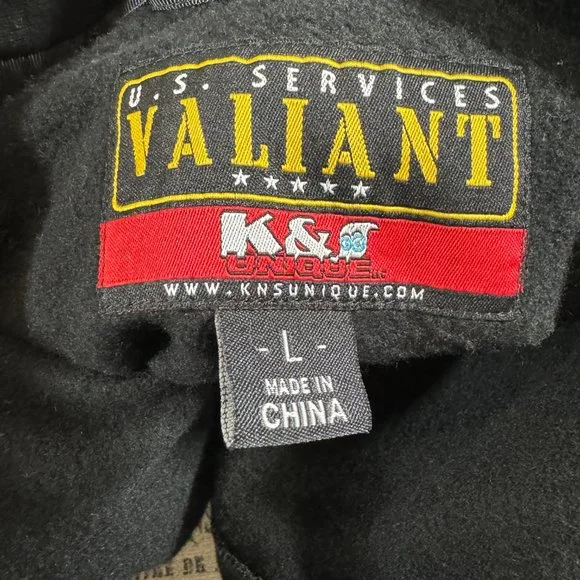 U.S. SERVICES
VALIANT
K&S
UNIQUE
WWW.KNSUNIQUE.COM
- L -
MADE IN
CHINA